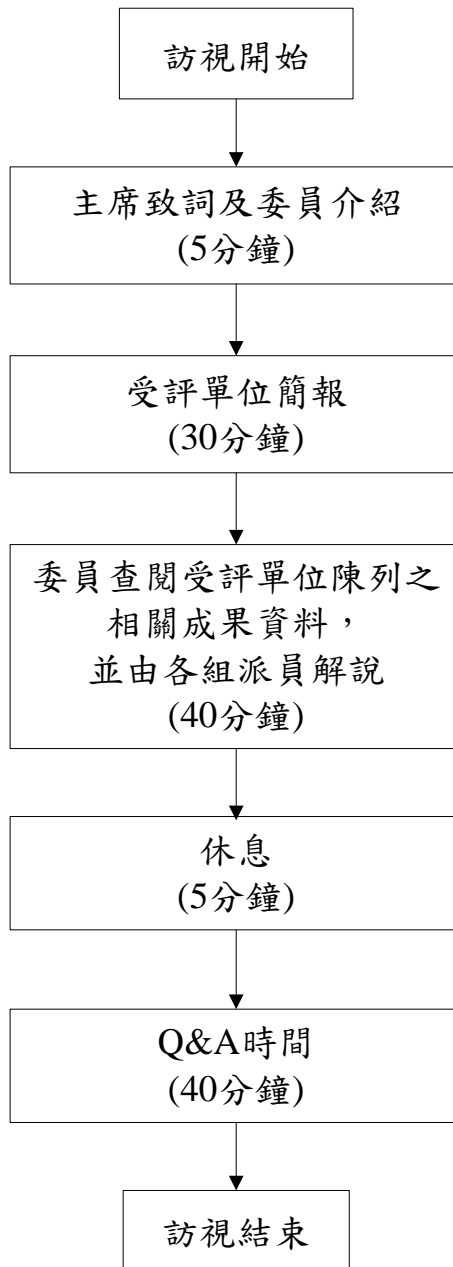 訪視開始
主席致詞及委員介紹
(5分鐘)
受評單位簡報
(30分鐘)
委員查閱受評單位陳列之
相關成果資料，
並由各組派員解說
(40分鐘)
休息
(5分鐘)
Q&A時間
(40分鐘)
訪視結束